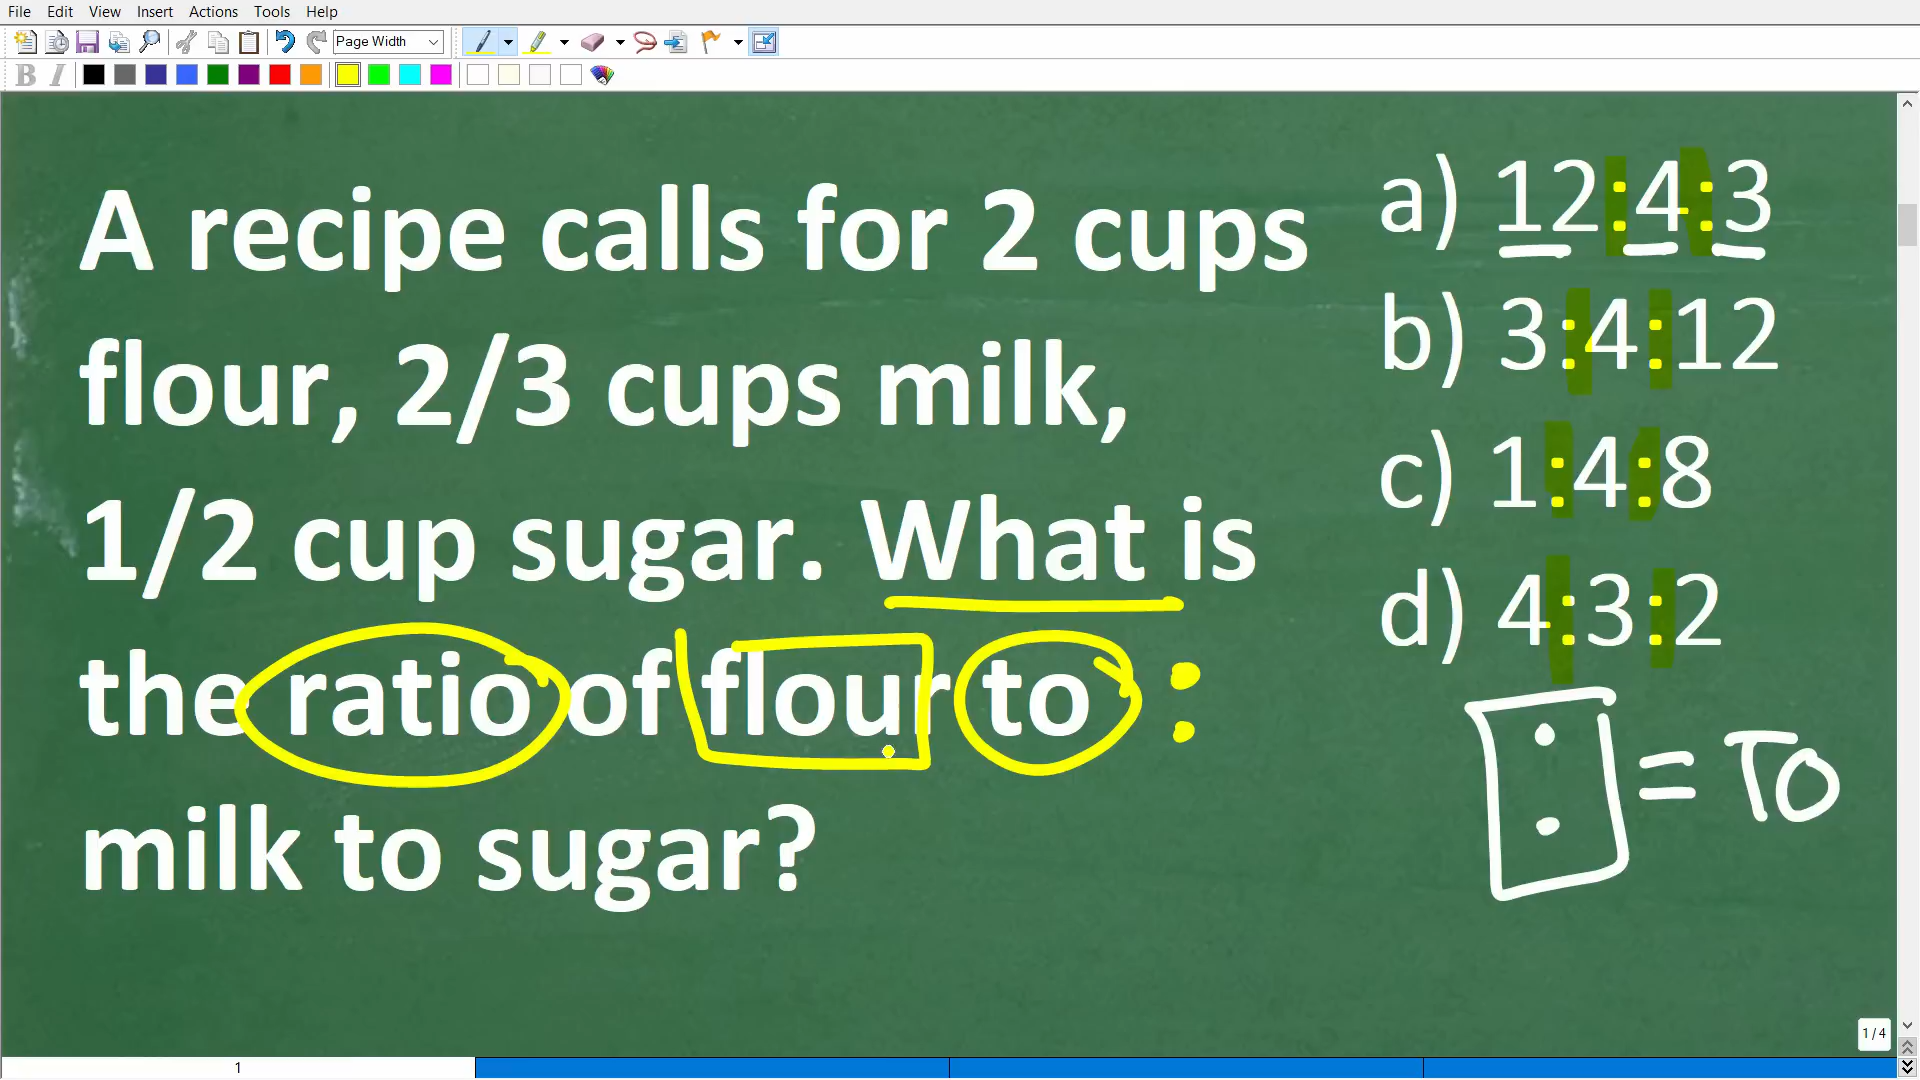 File Edit View Insert Actions Tools Help
Page Width
B I
A recipe calls for 2 cups
flour, 2/3 cups milk,
1/2 cup sugar. What is
the ratio of flour to :
milk to sugar?
a) 12:4:3
b) 3:4:12
c) 1:4:8
d) 4:3:2
: = TO
1 / 4
1